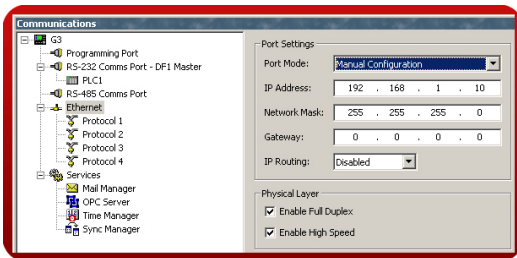 Communications
G3
Programming Port
RS-232 Comms Port - DF1 Master
PLC1
RS-485 Comms Port
Ethernet
Protocol 1
Protocol 2
Protocol 3
Protocol 4
Services
Mail Manager
OPC Server
Time Manager
Sync Manager
Port Settings
Port Mode: Manual Configuration
IP Address: 192 . 168 . 1 . 10
Network Mask: 255 . 255 . 255 . 0
Gateway: 0 . 0 . 0 . 0
IP Routing: Disabled
Physical Layer
Enable Full Duplex
Enable High Speed